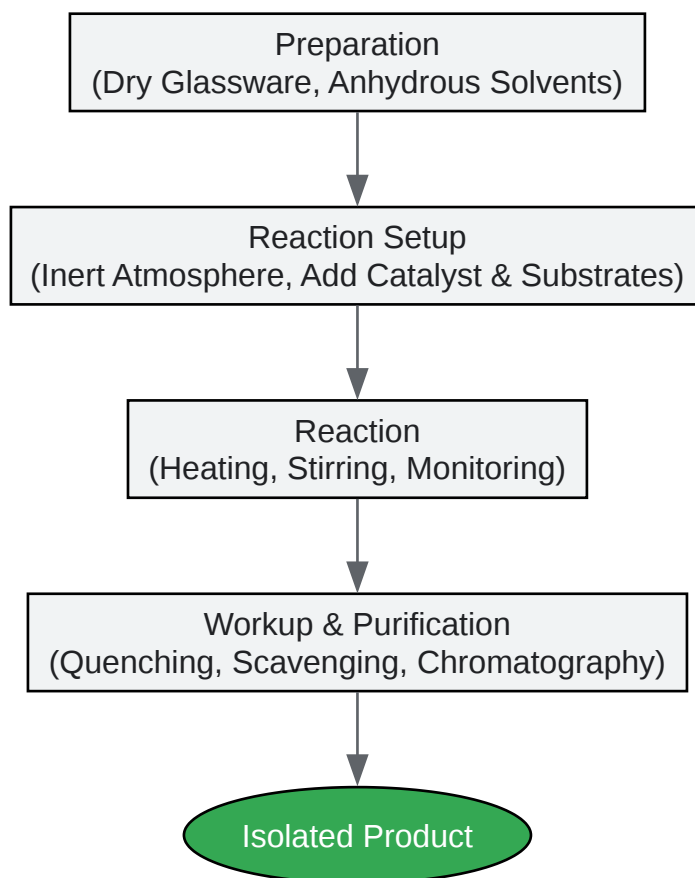 Preparation
(Dry Glassware, Anhydrous Solvents)
Reaction Setup
(Inert Atmosphere, Add Catalyst & Substrates)
Reaction
(Heating, Stirring, Monitoring)
Workup & Purification
(Quenching, Scavenging, Chromatography)
Isolated Product